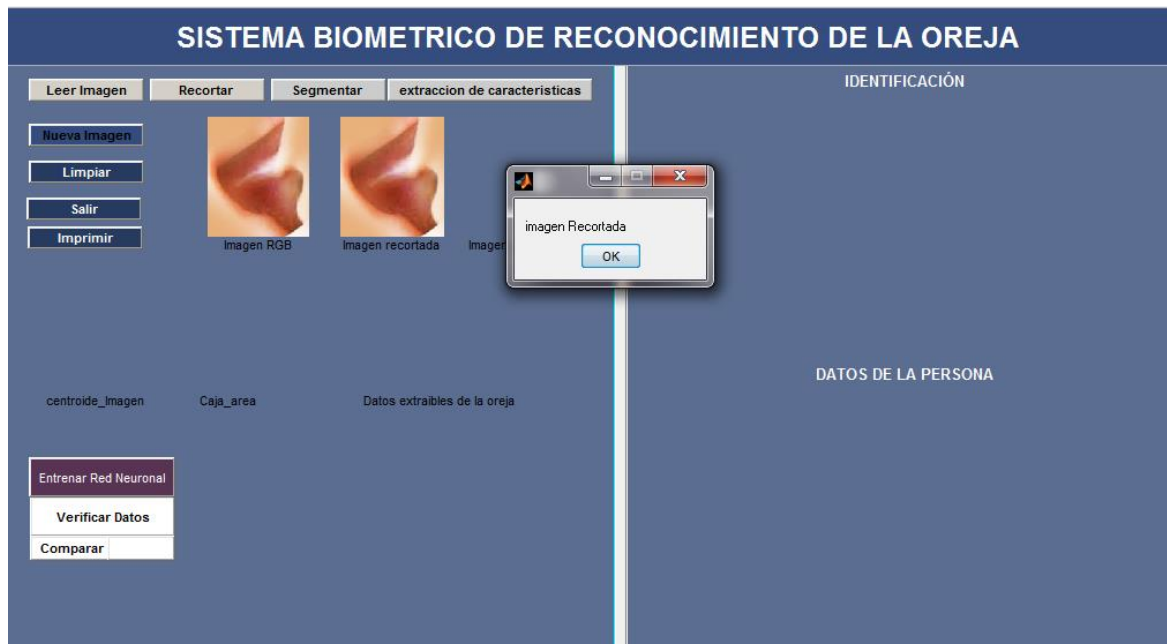 SISTEMA BIOMETRICO DE RECONOCIMIENTO DE LA OREJA
Leer Imagen
Recortar
Segmentar
extraccion de caracteristicas
Nueva Imagen
Limpiar
Salir
Imprimir
Imagen RGB
Imagen recortada
Imagen
imagen Recortada
OK
centroide_Imagen
Caja_area
Datos extraibles de la oreja
Entrenar Red Neuronal
Verificar Datos
Comparar
IDENTIFICACIÓN
DATOS DE LA PERSONA